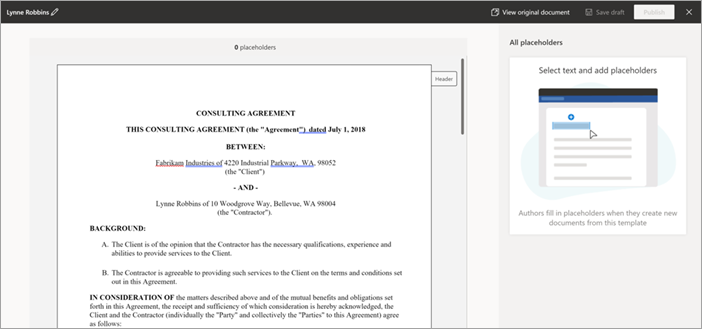 Lynne Robbins
View original document
Save draft
Publish
0 placeholders
Header
CONSULTING AGREEMENT
THIS CONSULTING AGREEMENT (the "Agreement") dated July 1, 2018
BETWEEN:
Fabrikam Industries of 4220 Industrial Parkway, WA, 98052
(the "Client")
- AND -
Lynne Robbins of 10 Woodgrove Way, Bellevue, WA 98004
(the "Contractor").
BACKGROUND:
A. The Client is of the opinion that the Contractor has the necessary qualifications, experience and
abilities to provide services to the Client.
B. The Contractor is agreeable to providing such services to the Client on the terms and conditions set
out in this Agreement.
IN CONSIDERATION OF the matters described above and of the mutual benefits and obligations set
forth in this Agreement, the receipt and sufficiency of which consideration is hereby acknowledged, the
Client and the Contractor (individually the "Party" and collectively the "Parties" to this Agreement) agree
as follows:
All placeholders
Select text and add placeholders
Authors fill in placeholders when they create new
documents from this template